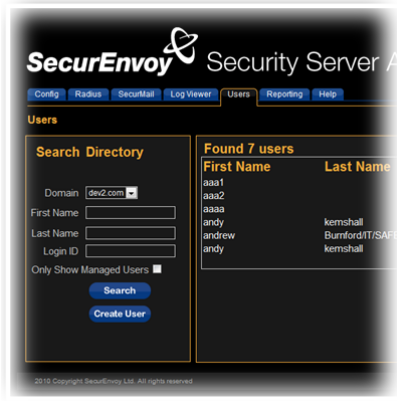 SecurEnvoy Security Server A
Config Radius SecurMail Log Viewer Users Reporting Help
Users
Search Directory
Domain dev2.com
First Name
Last Name
Login ID
Only Show Managed Users
Search
Create User
Found 7 users
First Name Last Name
aaa1
aaa2
aaaa
andy kemshall
andrew Bumford/IT/SAFE
andy kemshall
2010 Copyright SecurEnvoy Ltd. All rights reserved